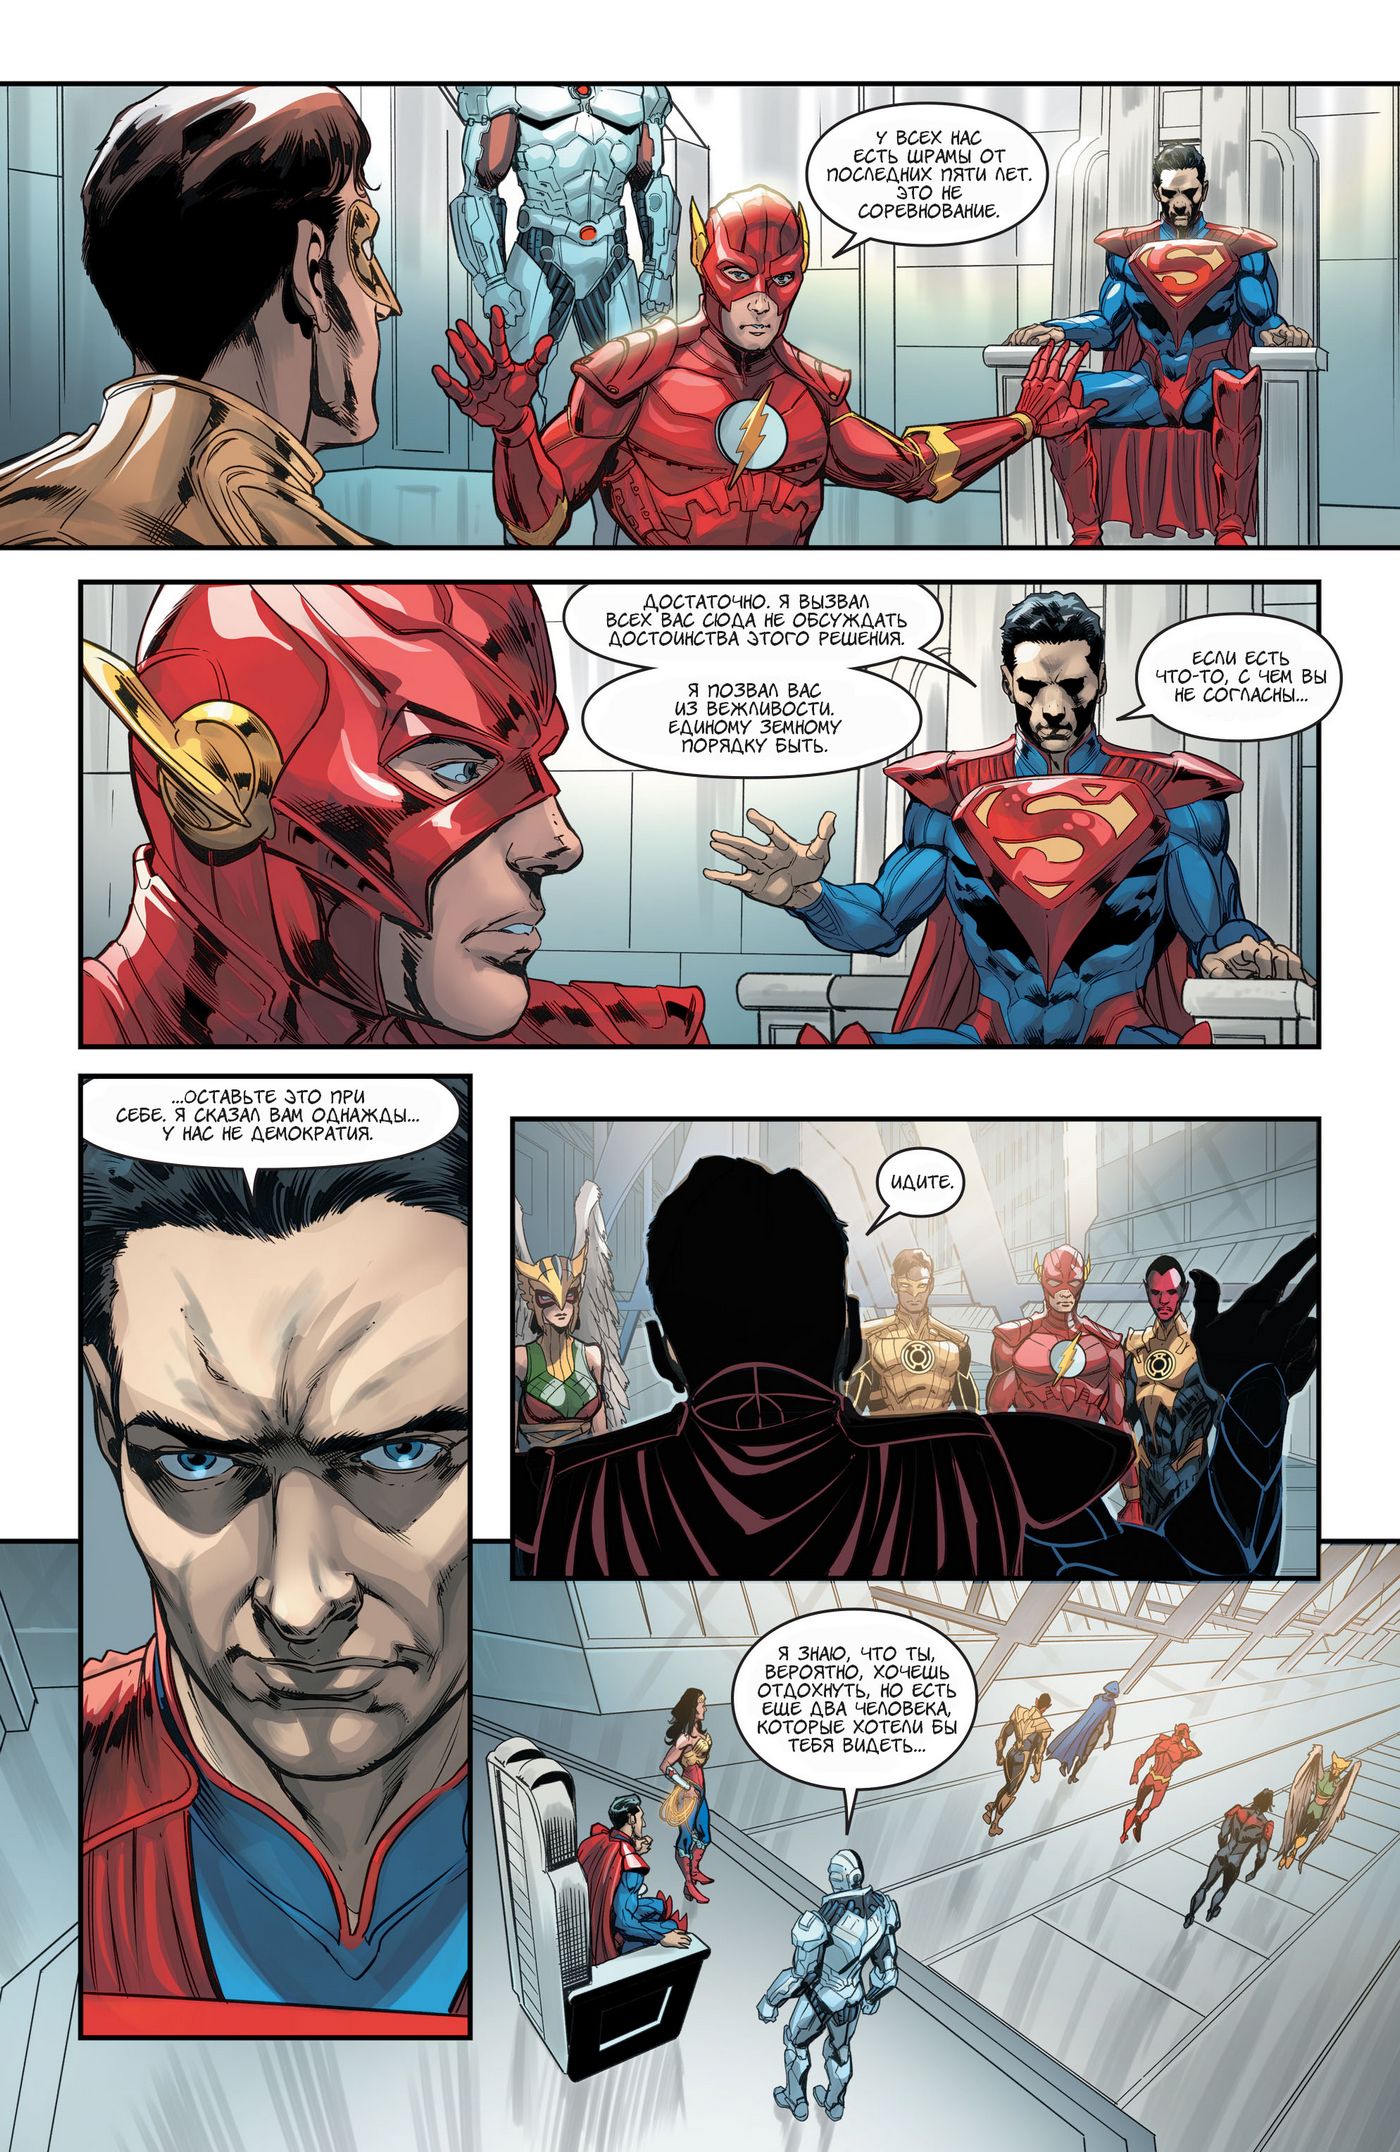 У ВСЕХ НАС
ЕСТЬ ШРАМЫ ОТ
ПОСЛЕДНИХ ПЯТИ ЛЕТ.
ЭТО НЕ
СОРЕВНОВАНИЕ.
ДОСТАТОЧНО. Я ВЫЗВАЛ
ВСЕХ ВАС СЮДА НЕ ОБСУЖДАТЬ
ДОСТОИНСТВА ЭТОГО РЕШЕНИЯ.
Я ПОЗВАЛ ВАС
ИЗ ВЕЖЛИВОСТИ.
ЕДИНОМУ ЗЕМНОМУ
ПОРЯДКУ БЫТЬ.
ЕСЛИ ЕСТЬ
ЧТО-ТО, С ЧЕМ ВЫ
НЕ СОГЛАСНЫ...
...ОСТАВЬТЕ ЭТО ПРИ
СЕБЕ. Я СКАЗАЛ ВАМ ОДНАЖДЫ...
У НАС НЕ ДЕМОКРАТИЯ.
ИДИТЕ.
Я ЗНАЮ, ЧТО ТЫ,
ВЕРОЯТНО, ХОЧЕШЬ
ОТДОХНУТЬ, НО ЕСТЬ
ЕЩЕ ДВА ЧЕЛОВЕКА,
КОТОРЫЕ ХОТЕЛИ БЫ
ТЕБЯ ВИДЕТЬ...